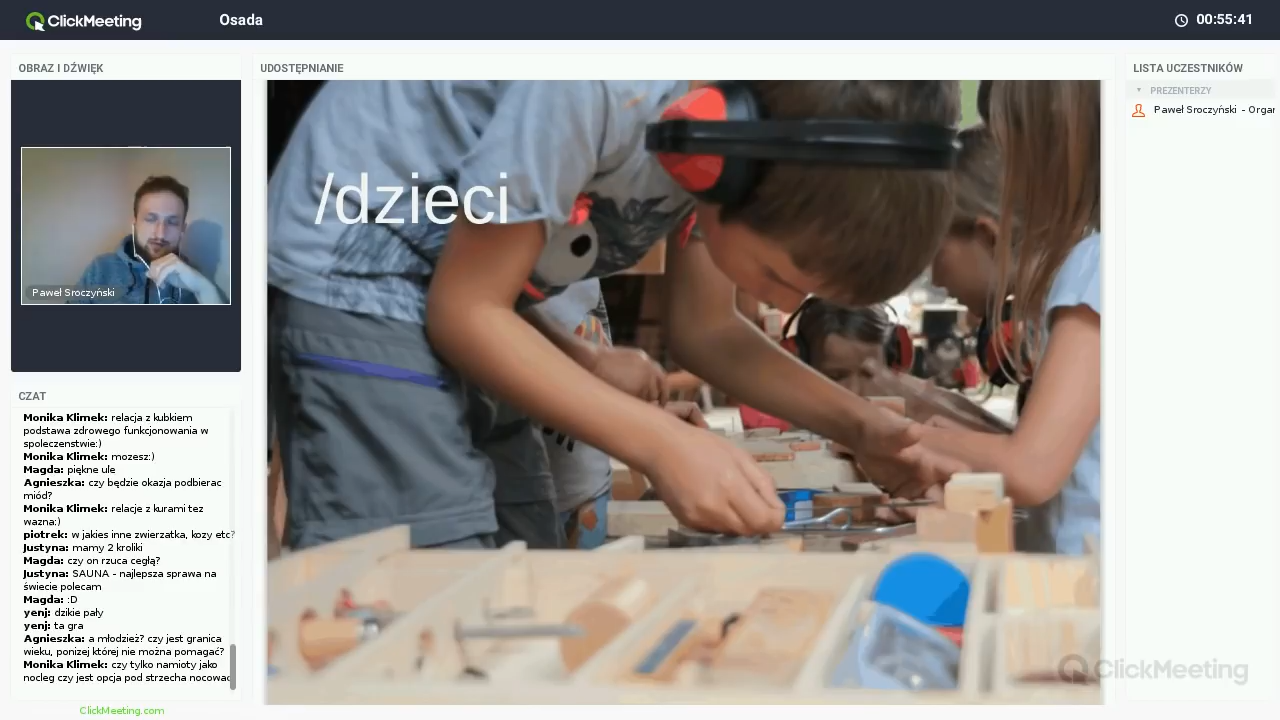 ClickMeeting
Osada
00:55:41
OBRAZ I DŹWIĘK
UDOSTĘPNIANIE
LISTA UCZESTNIKÓW
PREZENTERZY
Paweł Sroczyński - Organ
/dzieci
Paweł Sroczyński
CZAT
Monika Klimek: relacja z kubkiem
podstawa zdrowego funkcjonowania w
spoleczenstwie:)
Monika Klimek: mozesz:)
Magda: piękne ule
Agnieszka: czy będzie okazja podbierac
miód?
Monika Klimek: relacje z kurami tez
wazna:)
piotrek: w jakies inne zwierzatka, kozy etc?
Justyna: mamy 2 kroliki
Magda: czy on rzuca cegłą?
Justyna: SAUNA - najlepsza sprawa na
świecie polecam
Magda: :D
yenj: dzikie pały
yenj: ta gra
Agnieszka: a młodzież? czy jest granica
wieku, ponizej której nie można pomagać?
Monika Klimek: czy tylko namioty jako
nocleg czy jest opcja pod strzecha nocowac
ClickMeeting
ClickMeeting.com